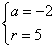 a = −2
r = 5